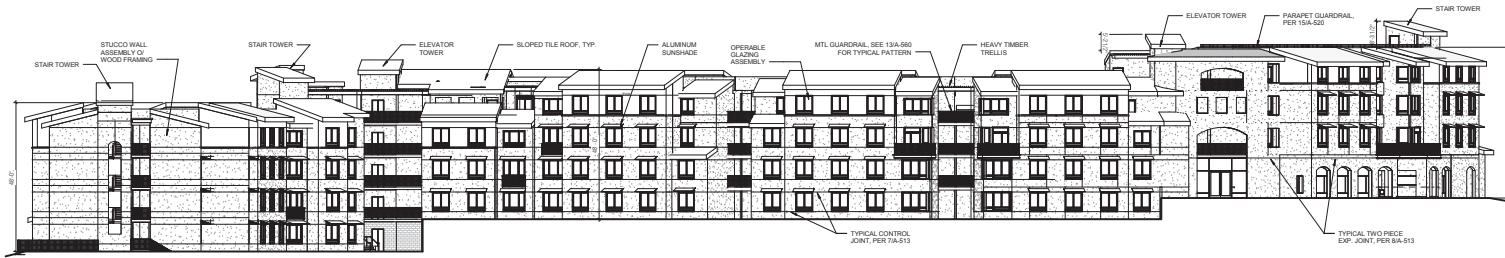 STAIR TOWER
STUCCO WALL
ASSEMBLY O/
WOOD FRAMING
STAIR TOWER
ELEVATOR
TOWER
SLOPED TILE ROOF, TYP.
ALUMINUM
SUNSHADE
OPERABLE
GLAZING
ASSEMBLY
MTL GUARDRAIL, SEE 13/A-560
FOR TYPICAL PATTERN
HEAVY TIMBER
TRELLIS
ELEVATOR TOWER
PARAPET GUARDRAIL,
PER 15/A-520
STAIR TOWER
48'-0"
TYPICAL CONTROL
JOINT, PER 7/A-513
TYPICAL TWO PIECE
EXP. JOINT, PER 8/A-513